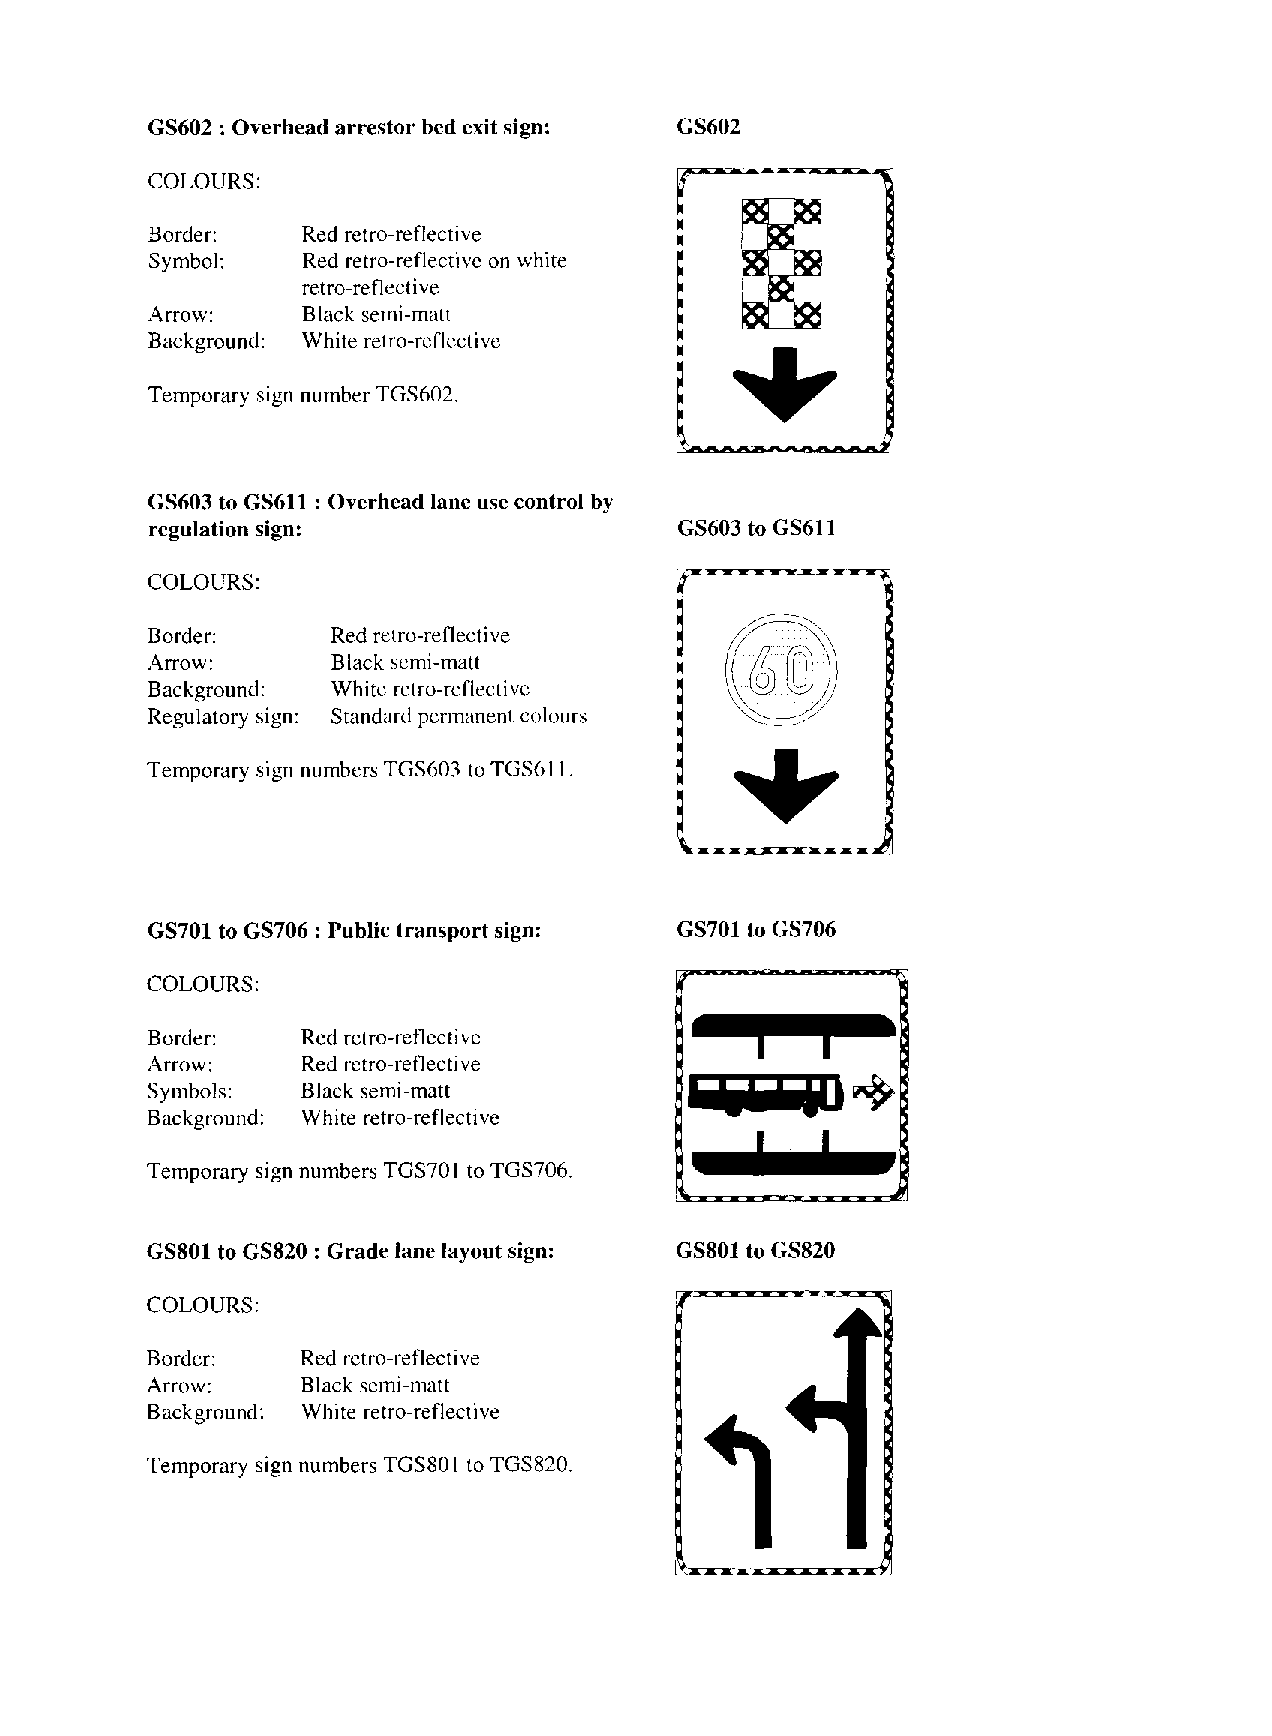 GS602 : Overhead arrestor bed exit sign:
GS602
COLOURS:
Border: Red retro-reflective
Symbol: Red retro-reflective on white
retro-reflective
Arrow: Black semi-matt
Background: White retro-reflective
Temporary sign number TGS602.
GS603 to GS611 : Overhead lane use control by
regulation sign:
GS603 to GS611
COLOURS:
Border: Red retro-reflective
Arrow: Black semi-matt
Background: White retro-reflective
Regulatory sign: Standard permanent colours
60
Temporary sign numbers TGS603 to TGS611.
GS701 to GS706 : Public transport sign:
GS701 to GS706
COLOURS:
Border: Red retro-reflective
Arrow: Red retro-reflective
Symbols: Black semi-matt
Background: White retro-reflective
Temporary sign numbers TGS701 to TGS706.
GS801 to GS820 : Grade lane layout sign:
GS801 to GS820
COLOURS:
Border: Red retro-reflective
Arrow: Black semi-matt
Background: White retro-reflective
Temporary sign numbers TGS801 to TGS820.